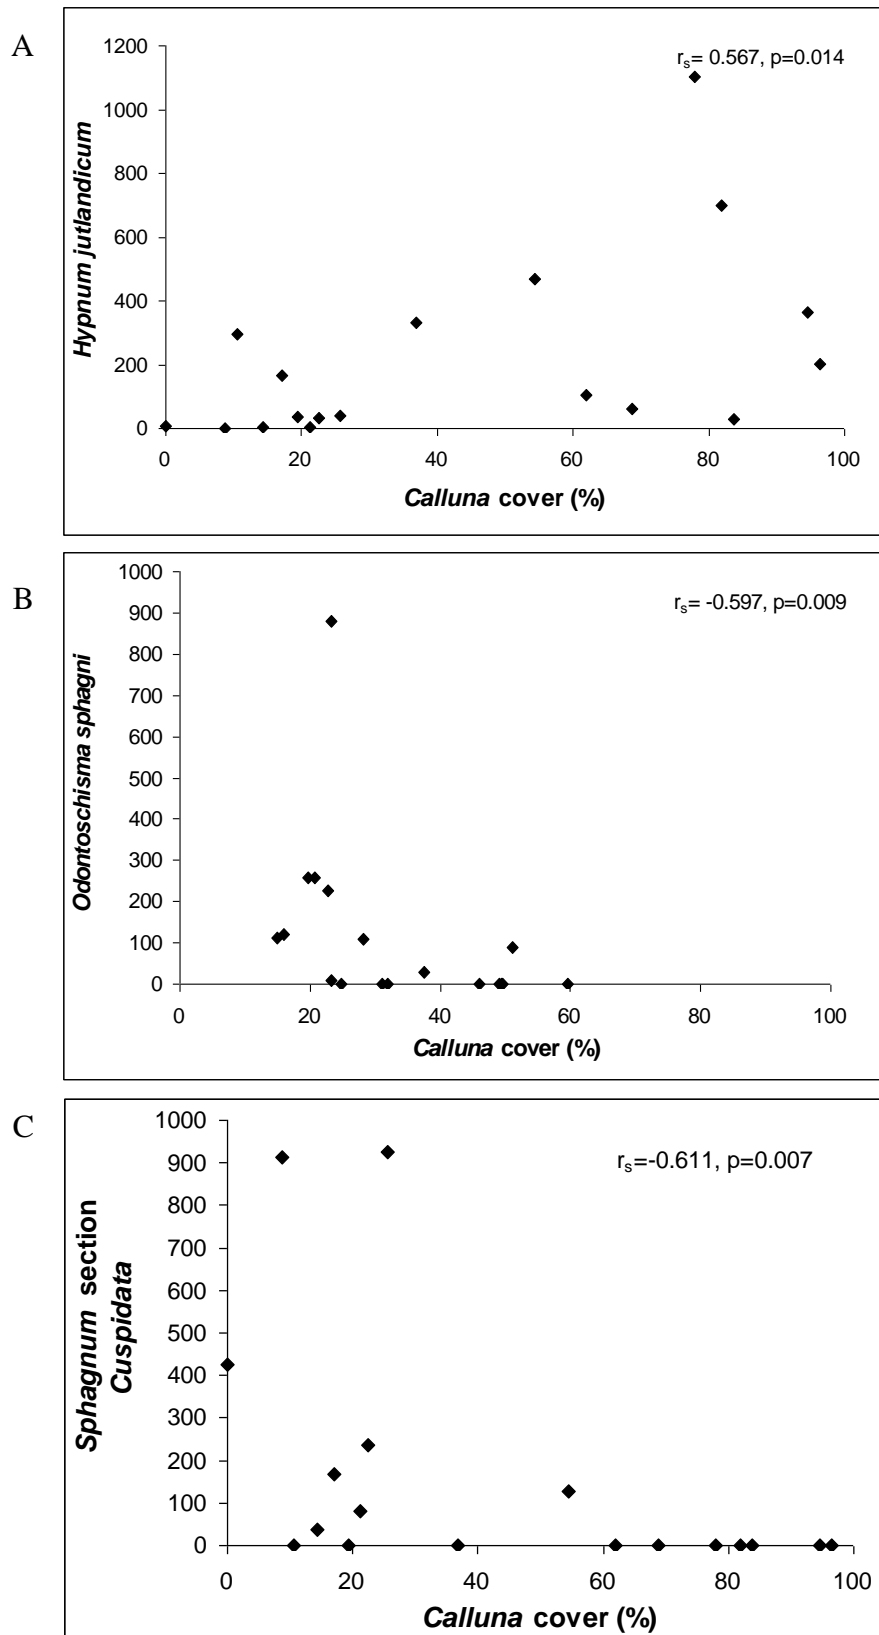 A
1200
1000
800
600
400
200
0
Hypnum jutlandicum
rs= 0.567, p=0.014
0 20 40 60 80 100
Calluna cover (%)
B
1000
900
800
700
600
500
400
300
200
100
0
Odontoschisma sphagni
rs= -0.597, p=0.009
0 20 40 60 80 100
Calluna cover (%)
C
1000
900
800
700
600
500
400
300
200
100
0
Sphagnum section
Cuspidata
rs=-0.611, p=0.007
0 20 40 60 80 100
Calluna cover (%)